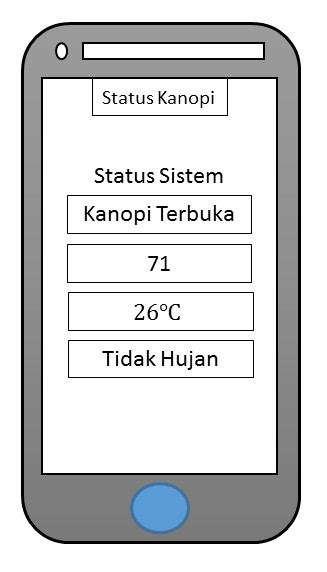 Status Kanopi
Status Sistem
Kanopi Terbuka
71
26°C
Tidak Hujan